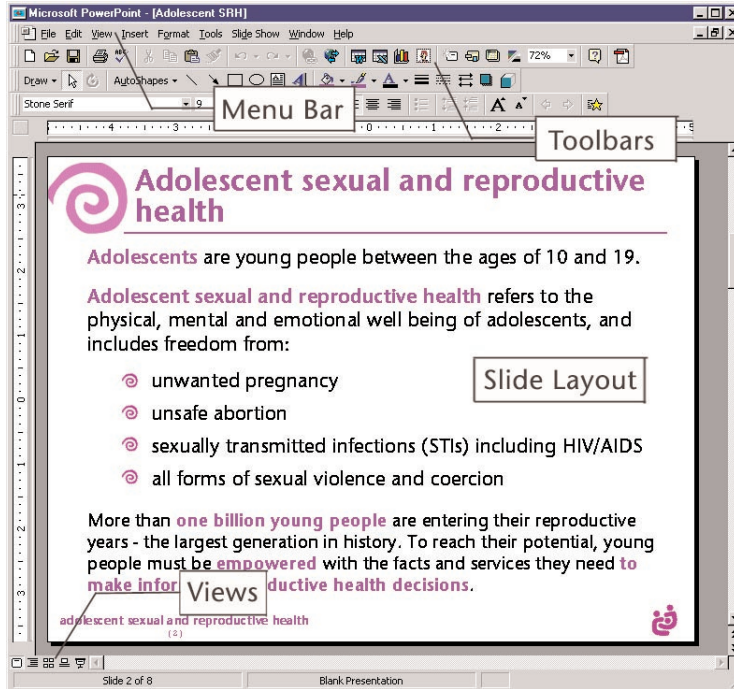 Microsoft PowerPoint - [Adolescent SRH]
File Edit View Insert Format Tools Slide Show Window Help
72%
Draw AutoShapes
Stone Serif 9
Menu Bar
Toolbars
Adolescent sexual and reproductive
health
Adolescents are young people between the ages of 10 and 19.
Adolescent sexual and reproductive health refers to the
physical, mental and emotional well being of adolescents, and
includes freedom from:
unwanted pregnancy
Slide Layout
unsafe abortion
sexually transmitted infections (STIs) including HIV/AIDS
all forms of sexual violence and coercion
More than one billion young people are entering their reproductive
years - the largest generation in history. To reach their potential, young
people must be empowered with the facts and services they need to
make health decisions.
Views
adolescent sexual and reproductive health
(2)
Slide 2 of 8 Blank Presentation